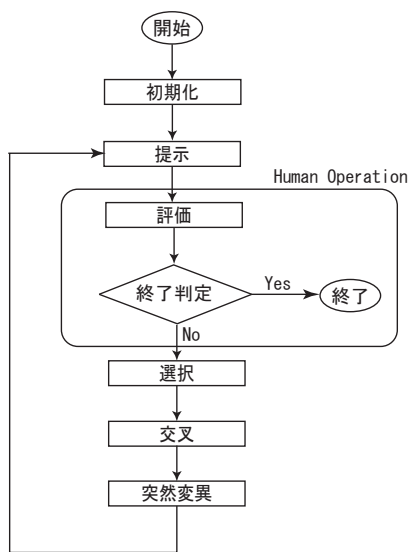 開始
初期化
提示
Human Operation
評価
終了判定
Yes
終了
No
選択
交叉
突然変異